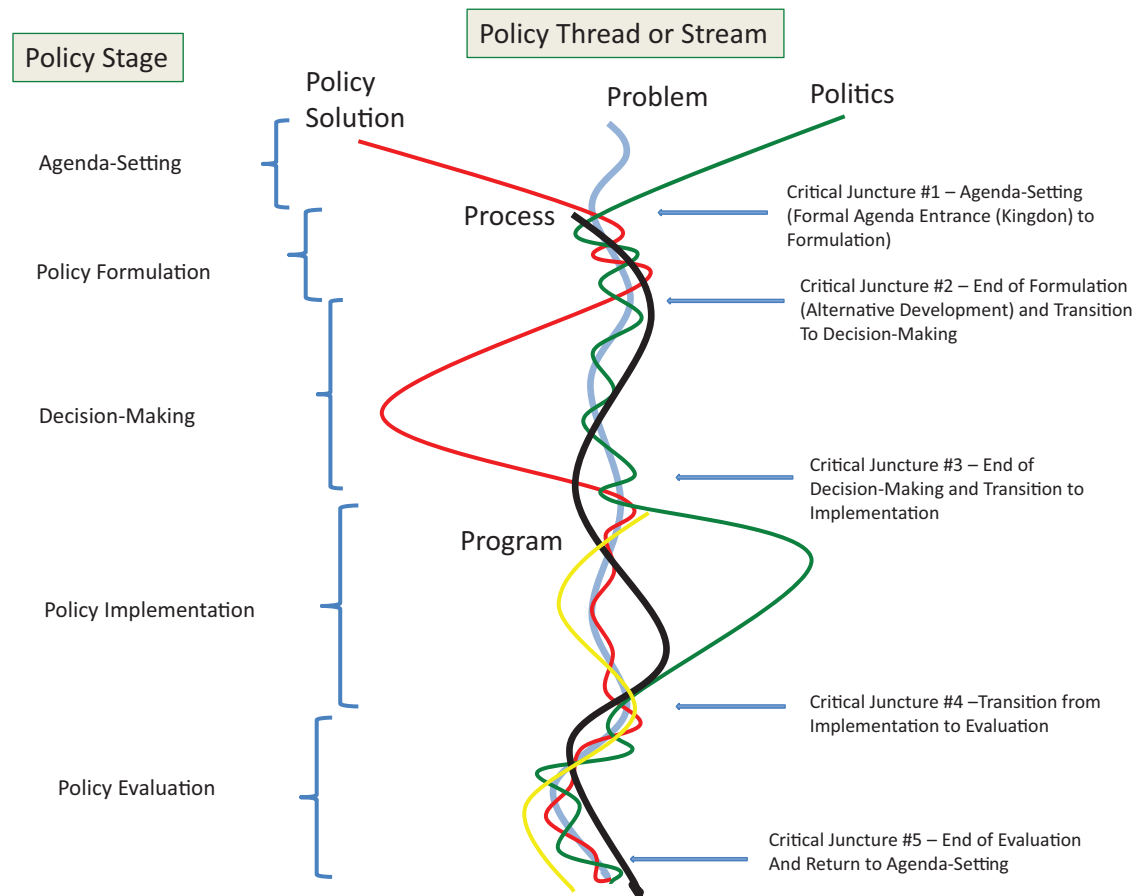 Policy Thread or Stream
Policy Stage
Policy
Solution
Problem
Politics
Agenda-Setting
Process
Critical Juncture #1 – Agenda-Setting
(Formal Agenda Entrance (Kingdon) to
Formulation)
Policy Formulation
Critical Juncture #2 – End of Formulation
(Alternative Development) and Transition
To Decision-Making
Decision-Making
Critical Juncture #3 – End of
Decision-Making and Transition to
Implementation
Program
Policy Implementation
Critical Juncture #4 –Transition from
Implementation to Evaluation
Policy Evaluation
Critical Juncture #5 – End of Evaluation
And Return to Agenda-Setting